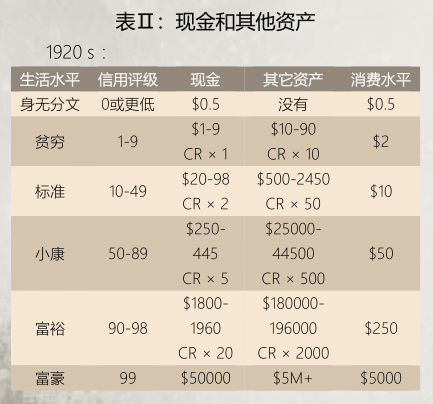 表Ⅱ：现金和其他资产
1920 s：
生活水平 信用评级 现金 其它资产 消费水平
身无分文 0或更低 $0.5 没有 $0.5
贫穷 1-9 $1-9 $10-90 $2
CR × 1 CR × 10
标准 10-49 $20-98 $500-2450 $10
CR × 2 CR × 50
小康 50-89 $250- $25000- $50
445 44500
CR × 5 CR × 500
富裕 90-98 $1800- $180000- $250
1960 196000
CR × 20 CR × 2000
富豪 99 $50000 $5M+ $5000